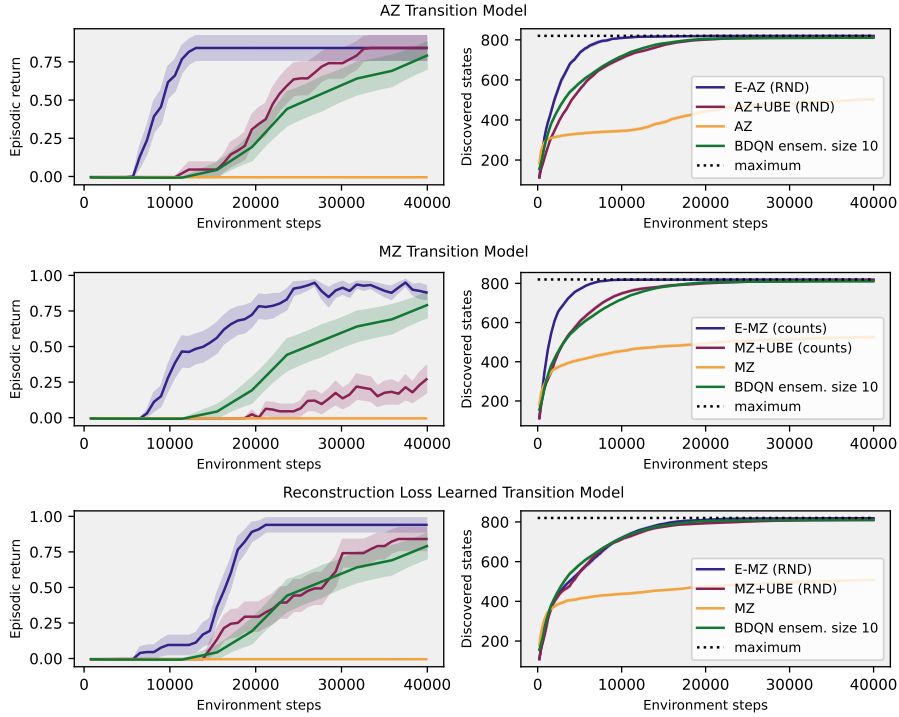 AZ Transition Model
Episodic return
0.75
0.50
0.25
0.00
0 10000 20000 30000 40000
Environment steps
Discovered states
800
600
400
200
0 10000 20000 30000 40000
Environment steps
E-AZ (RND)
AZ+UBE (RND)
AZ
BDQN ensem. size 10
maximum
MZ Transition Model
Episodic return
1.00
0.75
0.50
0.25
0.00
0 10000 20000 30000 40000
Environment steps
Discovered states
800
600
400
200
0 10000 20000 30000 40000
Environment steps
E-MZ (counts)
MZ+UBE (counts)
MZ
BDQN ensem. size 10
maximum
Reconstruction Loss Learned Transition Model
Episodic return
1.00
0.75
0.50
0.25
0.00
0 10000 20000 30000 40000
Environment steps
Discovered states
800
600
400
200
0 10000 20000 30000 40000
Environment steps
E-MZ (RND)
MZ+UBE (RND)
MZ
BDQN ensem. size 10
maximum